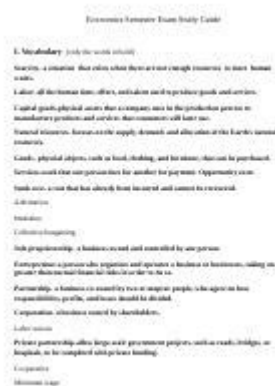 Economics Semester Exam Study Guide
I. Vocabulary (only the words in bold)
Scarcity- a situation that exists when there are not enough resources to meet human
wants.
Labor- all the human time, effort, and talent used to produce goods and services.
Capital goods-physical assets that a company uses in the production process to
manufacture products and services that consumers will later use.
Natural resources- focuses on the supply, demand, and allocation of the Earth's natural
resources.
Goods- physical objects, such as food, clothing, and furniture, that can be purchased.
Services-work that one person does for another for payment. Opportunity cost-
Sunk cost- a cost that has already been incurred and cannot be recovered.
Arbitration
Mediation
Collective bargaining
Sole proprietorship- a business owned and controlled by one person.
Entrepreneur- a person who organizes and operates a business or businesses, taking on
greater than normal financial risks in order to do so.
Partnership- a business co-owned by two or more people, who agree on how
responsibilities, profits, and losses should be divided.
Corporation- a business owned by shareholders.
Labor unions
Private partnership-allow large-scale government projects, such as roads, bridges, or
hospitals, to be completed with private funding.
Cooperative
Minimum wage